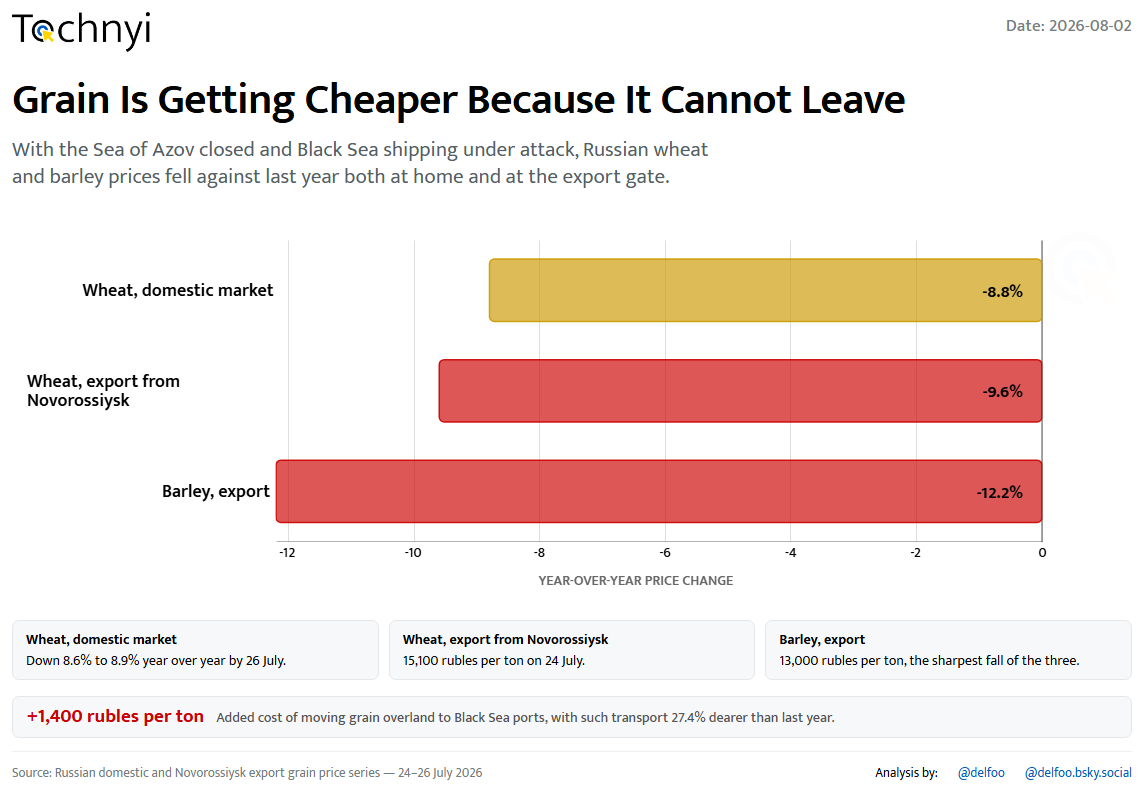 Technyi
Date: 2026-08-02
Grain Is Getting Cheaper Because It Cannot Leave
With the Sea of Azov closed and Black Sea shipping under attack, Russian wheat
and barley prices fell against last year both at home and at the export gate.
Wheat, domestic market
-8.8%
Wheat, export from
Novorossiysk
-9.6%
Barley, export
-12.2%
-12 -10 -8 -6 -4 -2 0
YEAR-OVER-YEAR PRICE CHANGE
Wheat, domestic market
Down 8.6% to 8.9% year over year by 26 July.
Wheat, export from Novorossiysk
15,100 rubles per ton on 24 July.
Barley, export
13,000 rubles per ton, the sharpest fall of the three.
+1,400 rubles per ton Added cost of moving grain overland to Black Sea ports, with such transport 27.4% dearer than last year.
Source: Russian domestic and Novorossiysk export grain price series — 24–26 July 2026
Analysis by: @delfoo @delfoo.bsky.social